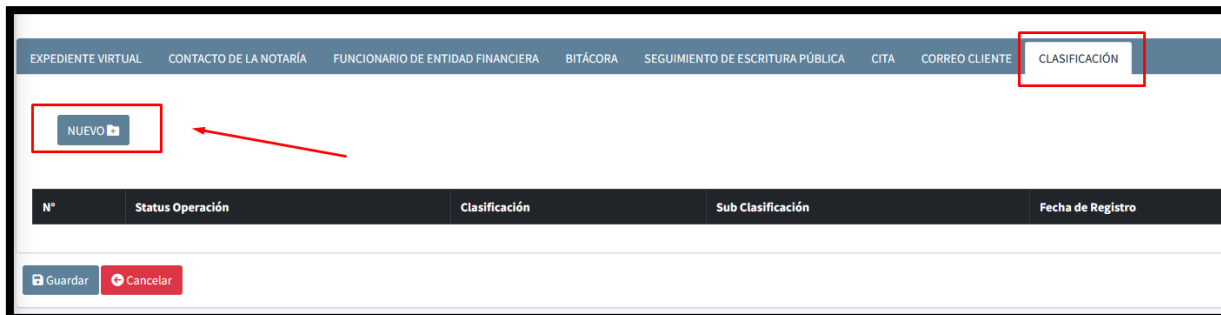 EXPEDIENTE VIRTUAL CONTACTO DE LA NOTARÍA FUNCIONARIO DE ENTIDAD FINANCIERA BITÁCORA SEGUIMIENTO DE ESCRITURA PÚBLICA CITA CORREO CLIENTE CLASIFICACIÓN
NUEVO
N° Status Operación Clasificación Sub Clasificación Fecha de Registro
Guardar Cancelar